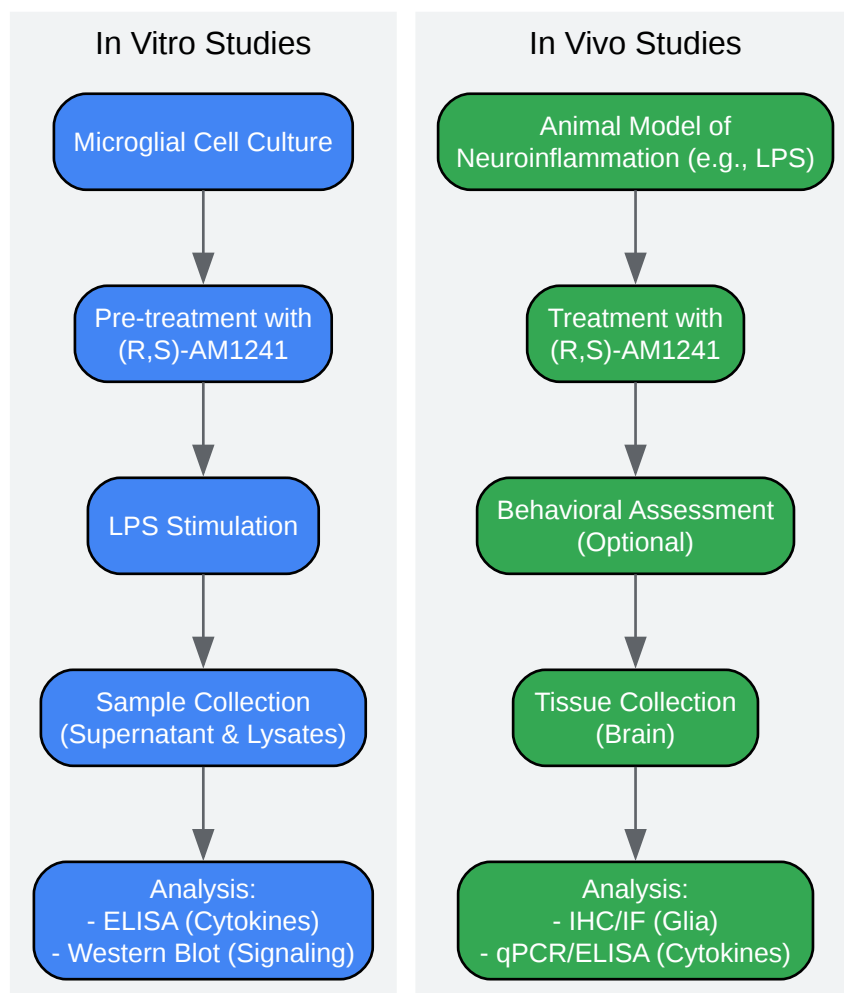 In Vitro Studies
Microglial Cell Culture
Pre-treatment with
(R,S)-AM1241
LPS Stimulation
Sample Collection
(Supernatant & Lysates)
Analysis:
- ELISA (Cytokines)
- Western Blot (Signaling)
In Vivo Studies
Animal Model of
Neuroinflammation (e.g., LPS)
Treatment with
(R,S)-AM1241
Behavioral Assessment
(Optional)
Tissue Collection
(Brain)
Analysis:
- IHC/IF (Glia)
- qPCR/ELISA (Cytokines)